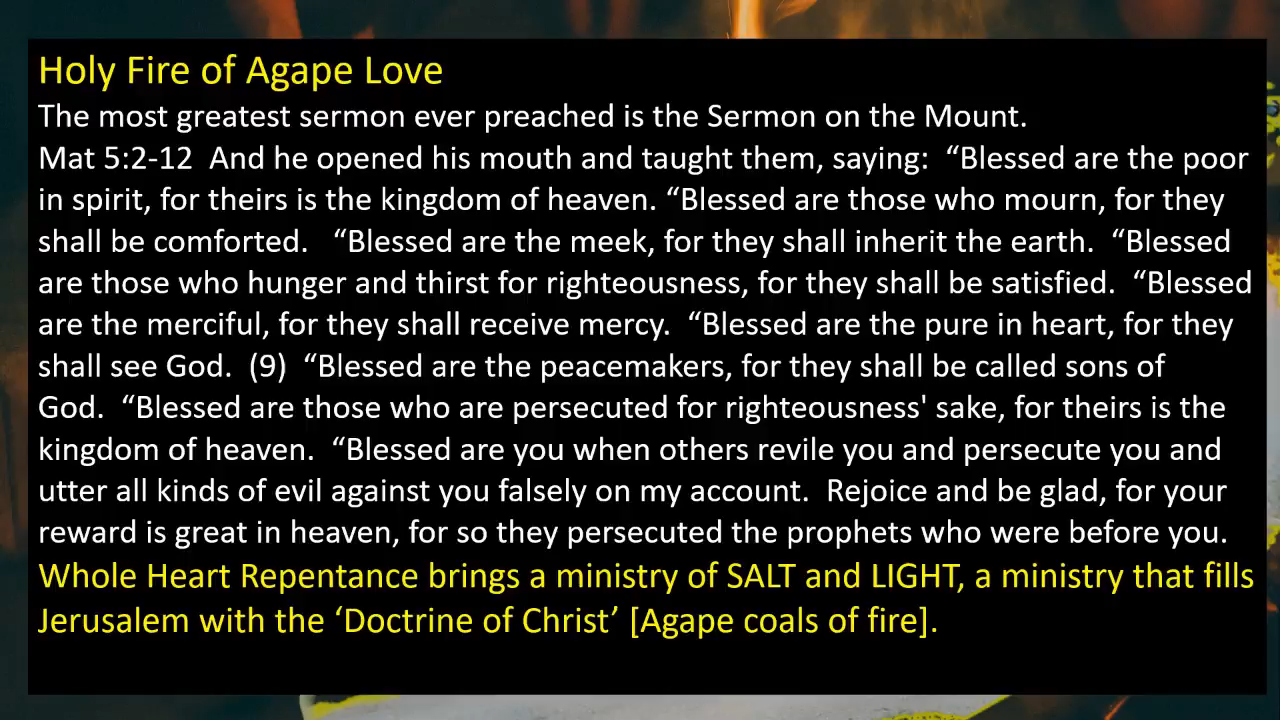 Holy Fire of Agape Love
The most greatest sermon ever preached is the Sermon on the Mount.
Mat 5:2-12  And he opened his mouth and taught them, saying:  “Blessed are the poor
in spirit, for theirs is the kingdom of heaven. “Blessed are those who mourn, for they
shall be comforted.   “Blessed are the meek, for they shall inherit the earth.  “Blessed
are those who hunger and thirst for righteousness, for they shall be satisfied.  “Blessed
are the merciful, for they shall receive mercy.  “Blessed are the pure in heart, for they
shall see God.  (9)  “Blessed are the peacemakers, for they shall be called sons of
God.  “Blessed are those who are persecuted for righteousness' sake, for theirs is the
kingdom of heaven.  “Blessed are you when others revile you and persecute you and
utter all kinds of evil against you falsely on my account.  Rejoice and be glad, for your
reward is great in heaven, for so they persecuted the prophets who were before you.
Whole Heart Repentance brings a ministry of SALT and LIGHT, a ministry that fills
Jerusalem with the ‘Doctrine of Christ’ [Agape coals of fire].